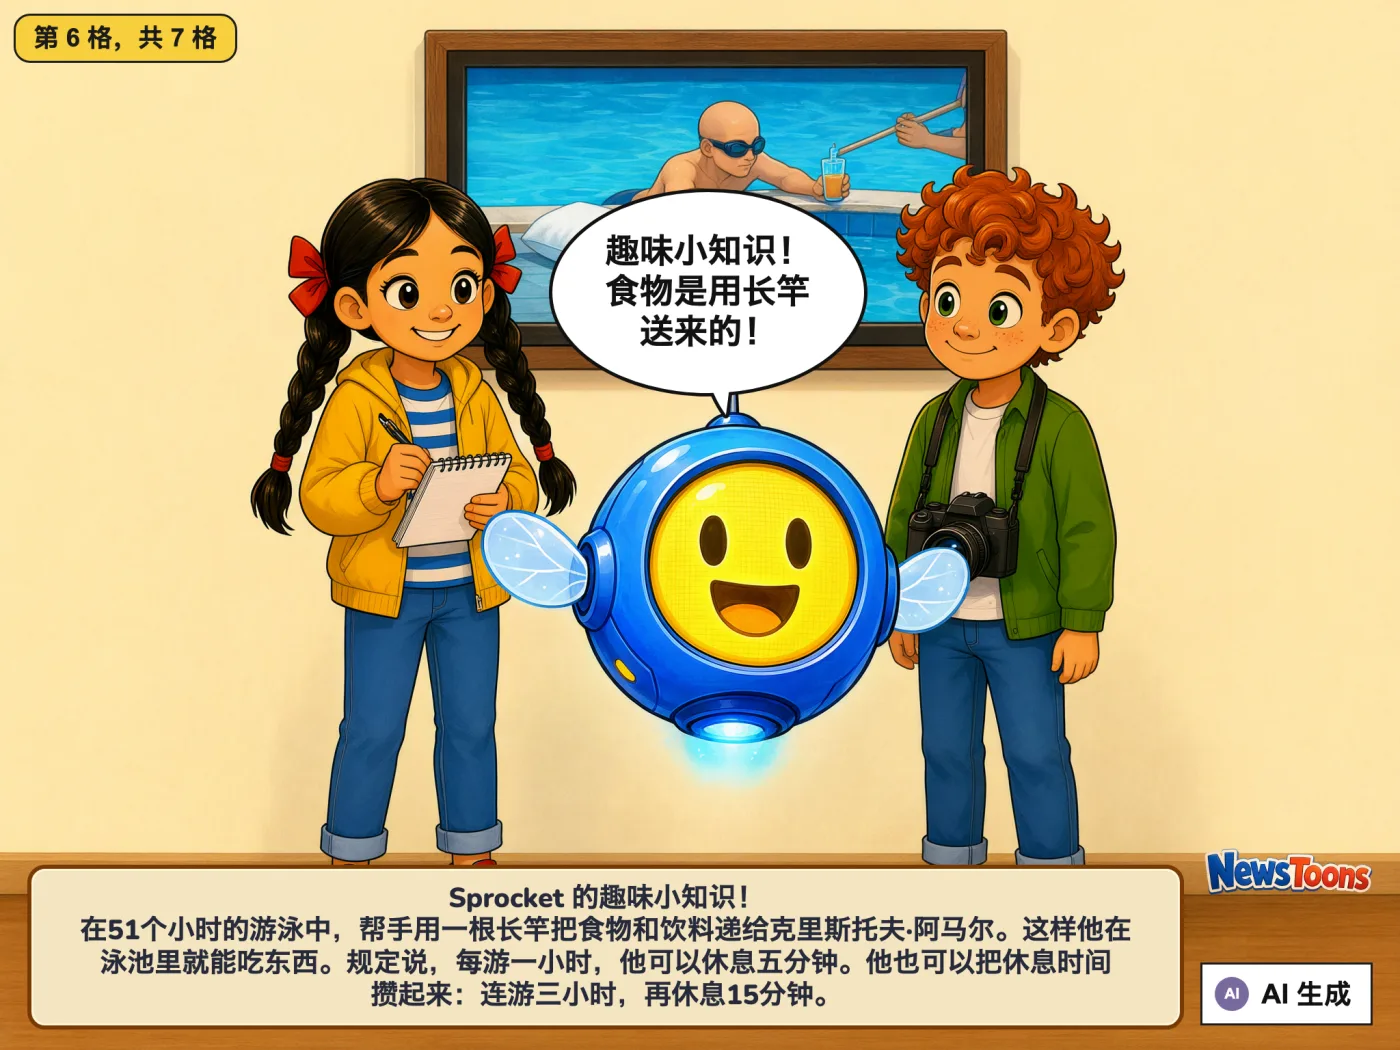 第 6 格，共 7 格
趣味小知识！
食物是用长竿
送来的！
Sprocket 的趣味小知识！
在51个小时的游泳中，帮手用一根长竿把食物和饮料递给克里斯托夫·阿马尔。这样他在
泳池里就能吃东西。规定说，每游一小时，他可以休息五分钟。他也可以把休息时间
攒起来：连游三小时，再休息15分钟。
NewsToons
AI AI 生成